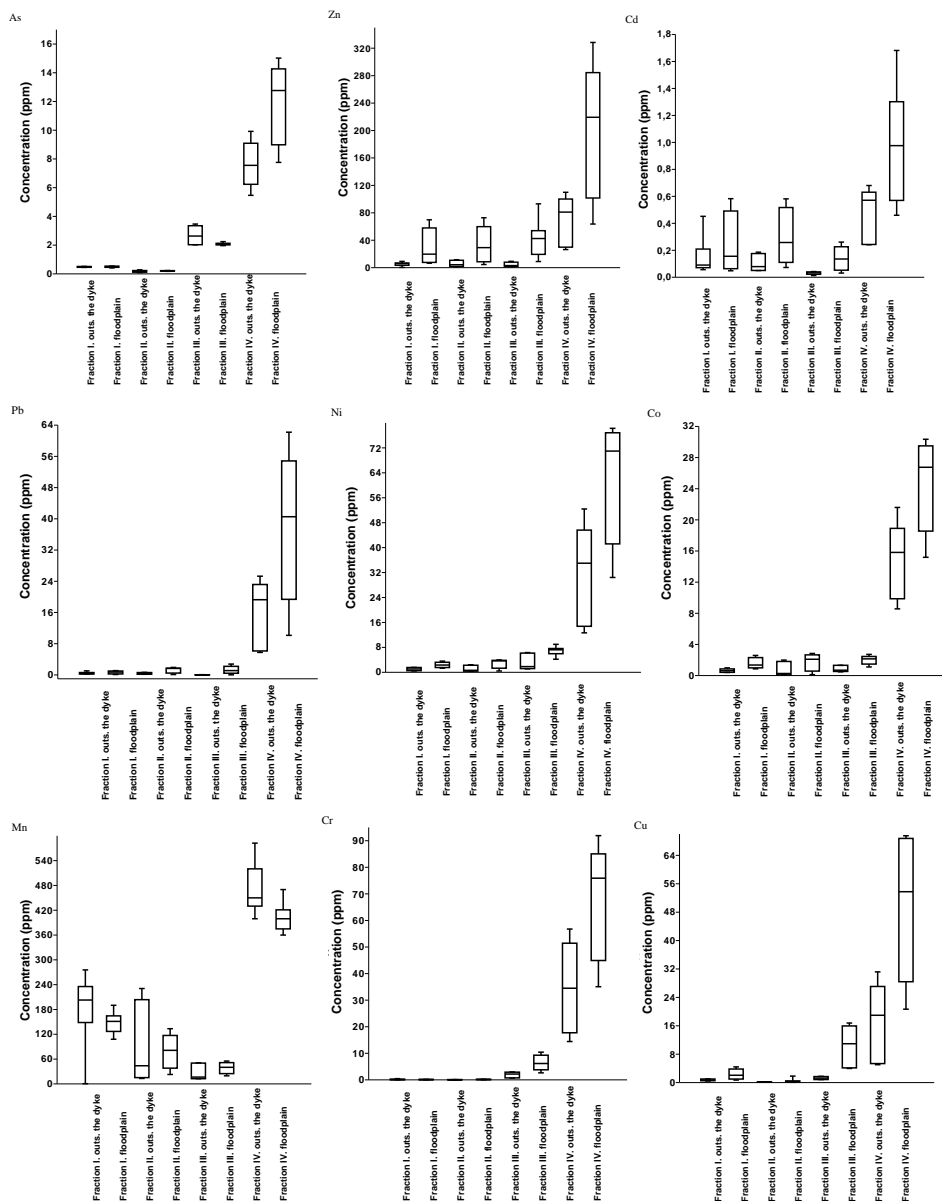 As
Concentration (ppm)
16
14
12
10
8
6
4
2
0
Fraction I. outs. the dyke
Fraction I. floodplain
Fraction II. outs. the dyke
Fraction II. floodplain
Fraction III. outs. the dyke
Fraction III. floodplain
Fraction IV. outs. the dyke
Fraction IV. floodplain
Zn
Concentration (ppm)
320
280
240
200
160
120
80
40
0
Fraction I. outs. the dyke
Fraction I. floodplain
Fraction II. outs. the dyke
Fraction II. floodplain
Fraction III. outs. the dyke
Fraction III. floodplain
Fraction IV. outs. the dyke
Fraction IV. floodplain
Cd
Concentration (ppm)
1,8
1,6
1,4
1,2
1,0
0,8
0,6
0,4
0,2
0,0
Fraction I. outs. the dyke
Fraction I. floodplain
Fraction II. outs. the dyke
Fraction II. floodplain
Fraction III. outs. the dyke
Fraction III. floodplain
Fraction IV. outs. the dyke
Fraction IV. floodplain
Pb
Concentration (ppm)
64
56
48
40
32
24
16
8
0
Fraction I. outs. the dyke
Fraction I. floodplain
Fraction II. outs. the dyke
Fraction II. floodplain
Fraction III. outs. the dyke
Fraction III. floodplain
Fraction IV. outs. the dyke
Fraction IV. floodplain
Ni
Concentration (ppm)
72
64
56
48
40
32
24
16
8
0
Fraction I. outs. the dyke
Fraction I. floodplain
Fraction II. outs. the dyke
Fraction II. floodplain
Fraction III. outs. the dyke
Fraction III. floodplain
Fraction IV. outs. the dyke
Fraction IV. floodplain
Co
Concentration (ppm)
32
28
24
20
16
12
8
4
0
Fraction I. outs. the dyke
Fraction I. floodplain
Fraction II. outs. the dyke
Fraction II. floodplain
Fraction III. outs. the dyke
Fraction III. floodplain
Fraction IV. outs. the dyke
Fraction IV. floodplain
Mn
Concentration (ppm)
540
480
420
360
300
240
180
120
60
0
Fraction I. outs. the dyke
Fraction I. floodplain
Fraction II. outs. the dyke
Fraction II. floodplain
Fraction III. outs. the dyke
Fraction III. floodplain
Fraction IV. outs. the dyke
Fraction IV. floodplain
Cr
Concentration (ppm)
90
80
70
60
50
40
30
20
10
0
Fraction I. outs. the dyke
Fraction I. floodplain
Fraction II. outs. the dyke
Fraction II. floodplain
Fraction III. outs. the dyke
Fraction III. floodplain
Fraction IV. outs. the dyke
Fraction IV. floodplain
Cu
Concentration (ppm)
64
56
48
40
32
24
16
8
0
Fraction I. outs. the dyke
Fraction I. floodplain
Fraction II. outs. the dyke
Fraction II. floodplain
Fraction III. outs. the dyke
Fraction III. floodplain
Fraction IV. outs. the dyke
Fraction IV. floodplain